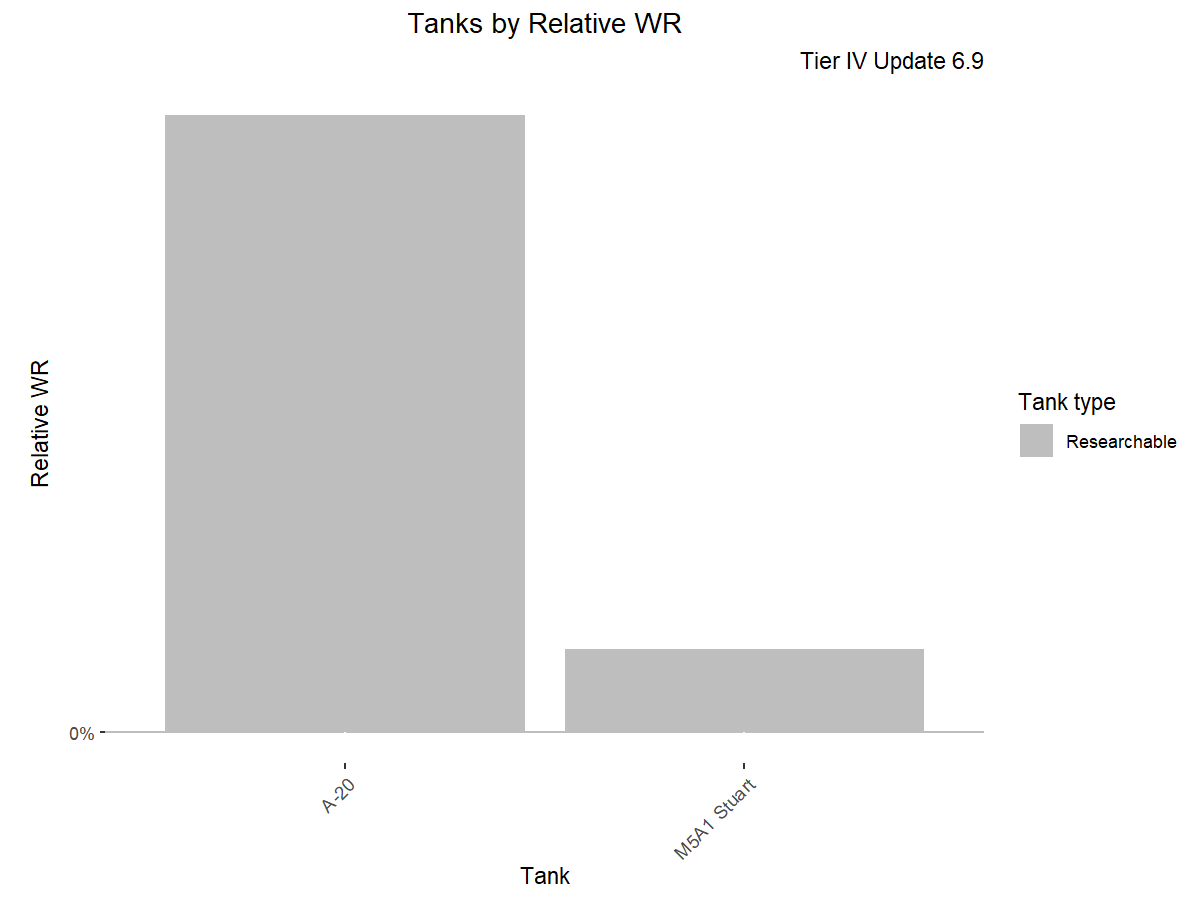 Tanks by Relative WR
Tier IV Update 6.9
Relative WR
0%
A-20
M5A1 Stuart
Tank
Tank type
Researchable